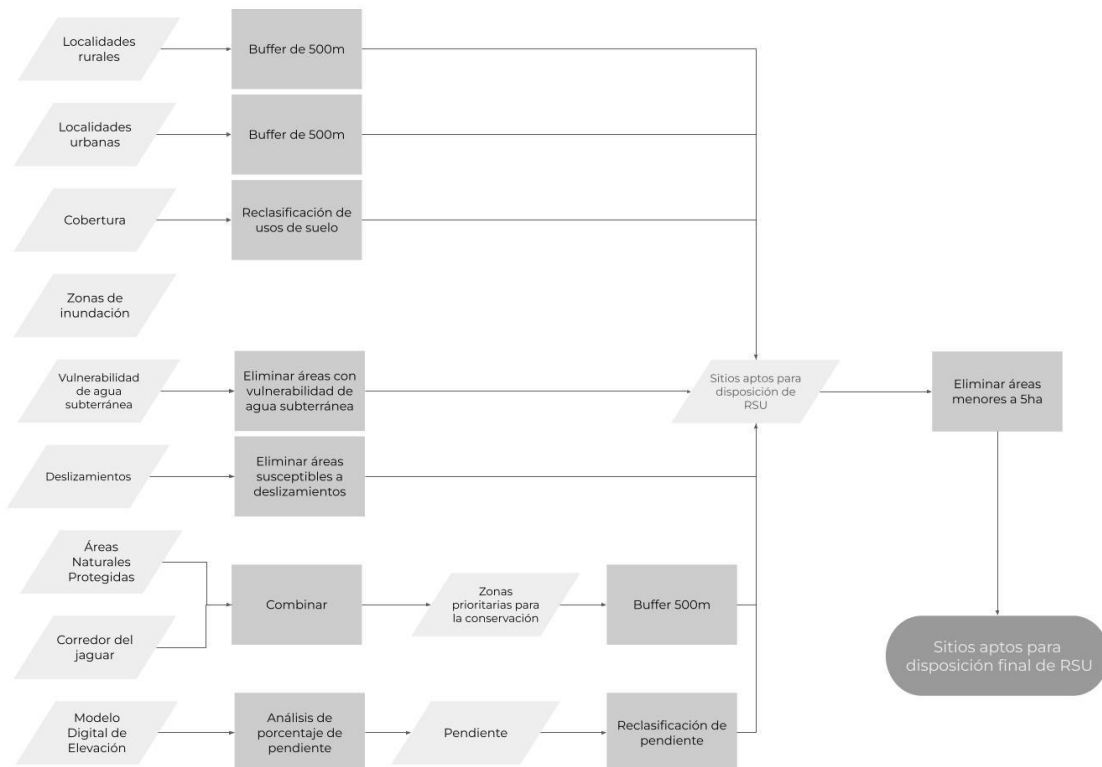 Localidades
rurales
Buffer de 500m
Localidades
urbanas
Buffer de 500m
Cobertura
Reclasificación de
usos de suelo
Zonas de
inundación
Vulnerabilidad
de agua
subterránea
Eliminar áreas con
vulnerabilidad de
agua subterránea
Sitios aptos para
disposición de
RSU
Eliminar áreas
menores a 5ha
Deslizamientos
Eliminar áreas
susceptibles a
deslizamientos
Áreas
Naturales
Protegidas
Corredor del
jaguar
Combinar
Zonas
prioritarias para
la conservación
Buffer 500m
Sitios aptos para
disposición final de
RSU
Modelo
Digital de
Elevación
Análisis de
porcentaje de
pendiente
Pendiente
Reclasificación de
pendiente